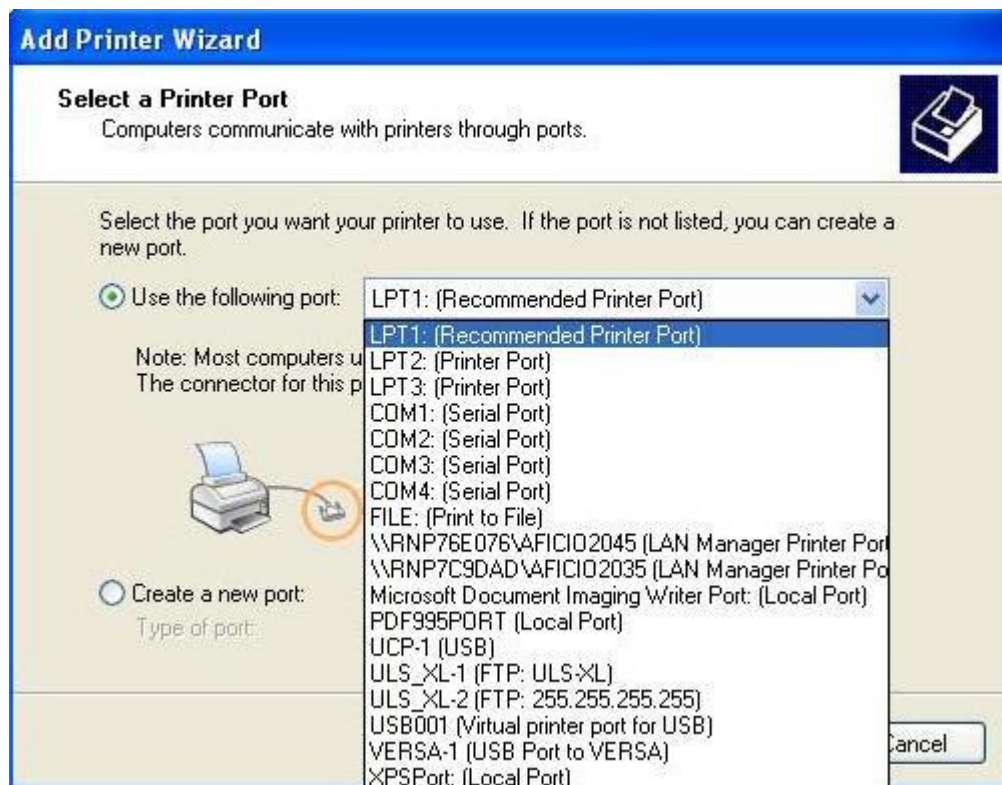 Add Printer Wizard
Select a Printer Port
Computers communicate with printers through ports.
Select the port you want your printer to use. If the port is not listed, you can create a
new port.
Use the following port:
LPT1: (Recommended Printer Port)
LPT1: (Recommended Printer Port)
Note: Most computers u
LPT2: (Printer Port)
The connector for this p
LPT3: (Printer Port)
COM1: (Serial Port)
COM2: (Serial Port)
COM3: (Serial Port)
COM4: (Serial Port)
FILE: (Print to File)
\\RNP76E076\AFICIO2045 (LAN Manager Printer Port
\\RNP7C9DAD\AFICIO2035 (LAN Manager Printer Po
Create a new port:
Microsoft Document Imaging Writer Port: (Local Port)
Type of port:
PDF995PORT (Local Port)
UCP-1 (USB)
ULS_XL-1 (FTP: ULS-XL)
ULS_XL-2 (FTP: 255.255.255.255)
USB001 (Virtual printer port for USB)
VERSA-1 (USB Port to VERSA)
Cancel
XPSPort: (Local Port)